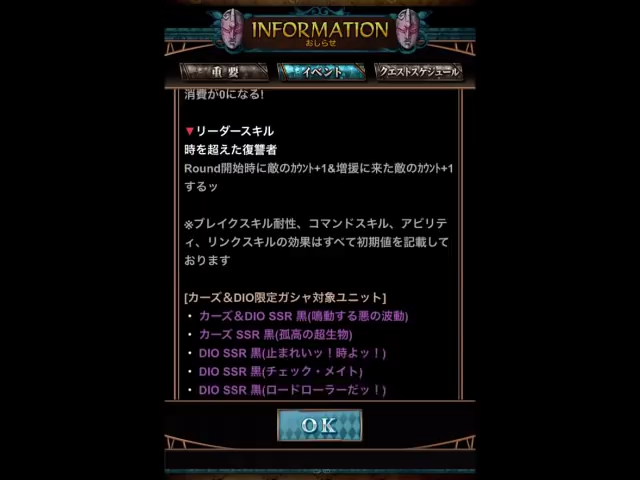 INFORMATION
おしらせ
重要 イベント クエストスケジュール
消費が0になる!
▼リーダースキル
時を超えた復讐者
Round開始時に敵のｶｳﾝﾄ+1&増援に来た敵のｶｳﾝﾄ+1
するッ
※ブレイクスキル耐性、コマンドスキル、アビリテ
ィ、リンクスキルの効果はすべて初期値を記載して
おります
[カーズ＆DIO限定ガシャ対象ユニット]
・ カーズ＆DIO SSR 黒(鳴動する悪の波動)
・ カーズ SSR 黒(孤高の超生物)
・ DIO SSR 黒(止まれいッ！時よッ！)
・ DIO SSR 黒(チェック・メイト)
・ DIO SSR 黒(ロードローラーだッ！)
OK